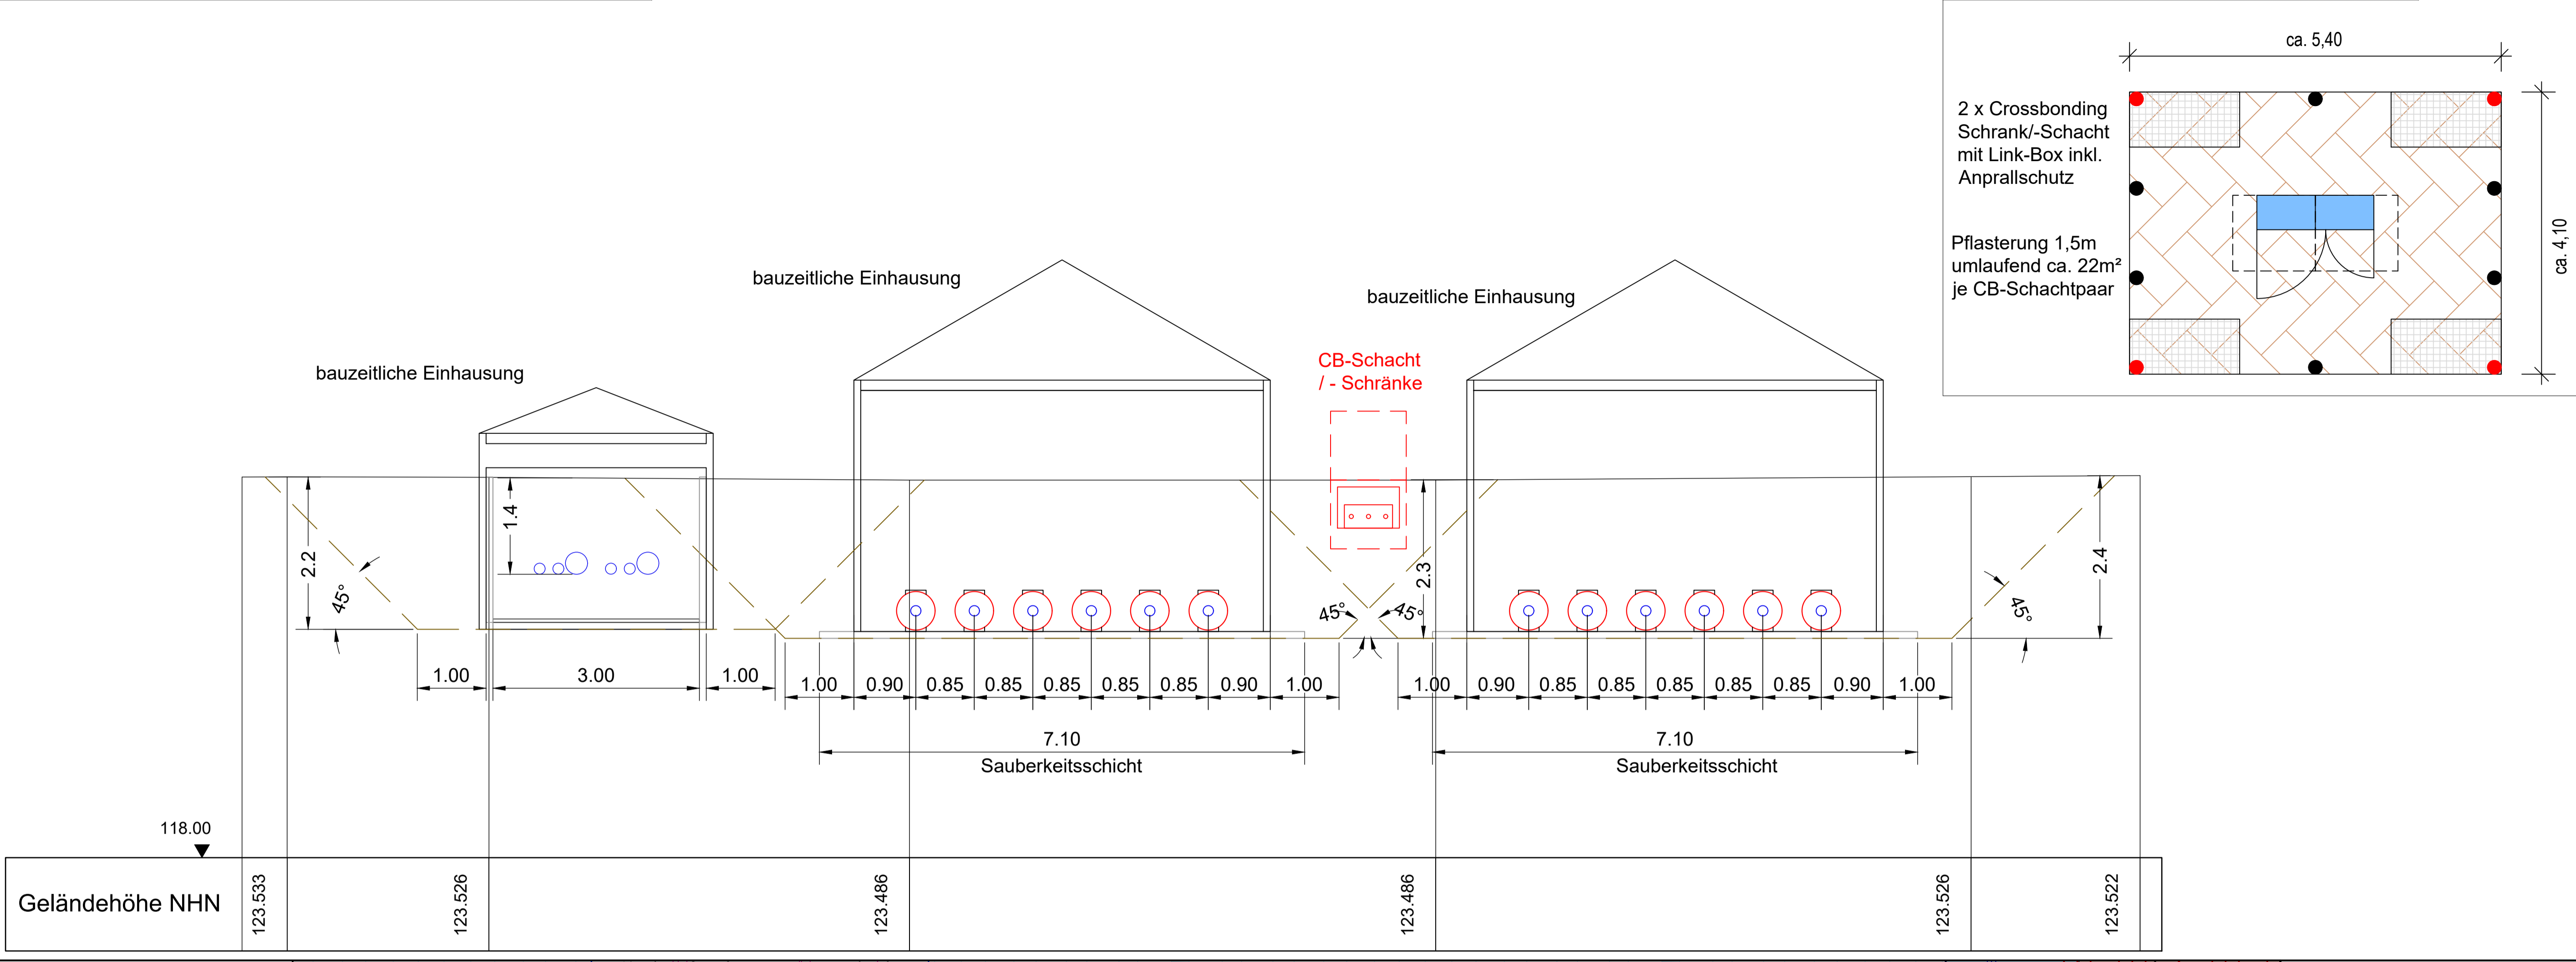 ca. 5,40
2 x Crossbonding
Schrank/-Schacht
mit Link-Box inkl.
Anprallschutz
Pflasterung 1,5m
umlaufend ca. 22m²
je CB-Schachtpaar
ca. 4,10
bauzeitliche Einhausung
bauzeitliche Einhausung
bauzeitliche Einhausung
CB-Schacht
/ - Schränke
2.2
45°
1.4
2.3
45°
45°
2.4
45°
1.00
3.00
1.00
1.00
0.90
0.85
0.85
0.85
0.85
0.85
0.90
1.00
1.00
0.90
0.85
0.85
0.85
0.85
0.85
0.90
1.00
7.10
Sauberkeitsschicht
7.10
Sauberkeitsschicht
118.00
Geländehöhe NHN
123.533
123.526
123.486
123.486
123.526
123.522